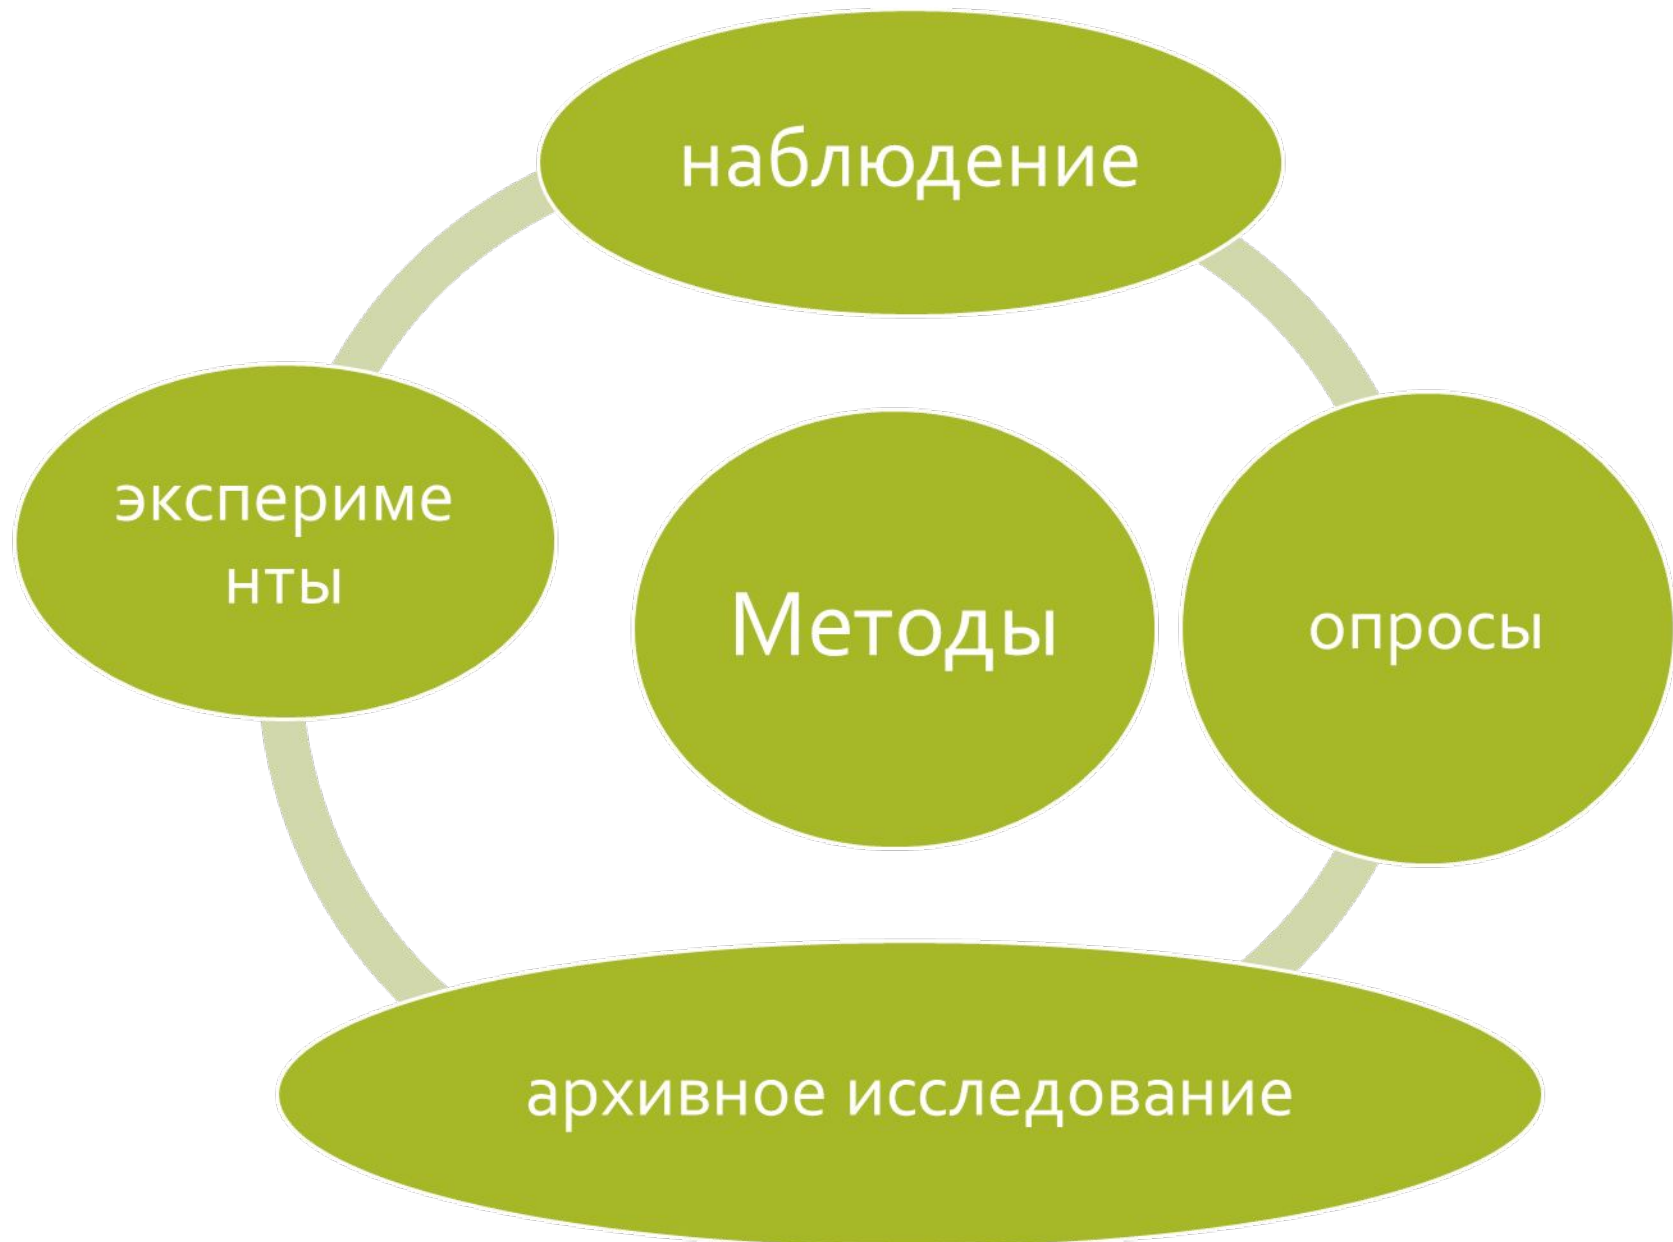 наблюдение
экспериме
нты
Методы
опросы
архивное исследование